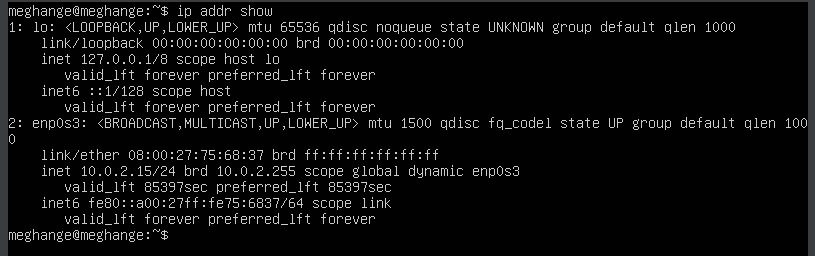 meghange@meghange:~$ ip addr show
1: lo: <LOOPBACK,UP,LOWER_UP> mtu 65536 qdisc noqueue state UNKNOWN group default qlen 1000
    link/loopback 00:00:00:00:00:00 brd 00:00:00:00:00:00
    inet 127.0.0.1/8 scope host lo
       valid_lft forever preferred_lft forever
    inet6 ::1/128 scope host
       valid_lft forever preferred_lft forever
2: enp0s3: <BROADCAST,MULTICAST,UP,LOWER_UP> mtu 1500 qdisc fq_codel state UP group default qlen 100
0
    link/ether 08:00:27:75:68:37 brd ff:ff:ff:ff:ff:ff
    inet 10.0.2.15/24 brd 10.0.2.255 scope global dynamic enp0s3
       valid_lft 85397sec preferred_lft 85397sec
    inet6 fe80::a00:27ff:fe75:6837/64 scope link
       valid_lft forever preferred_lft forever
meghange@meghange:~$